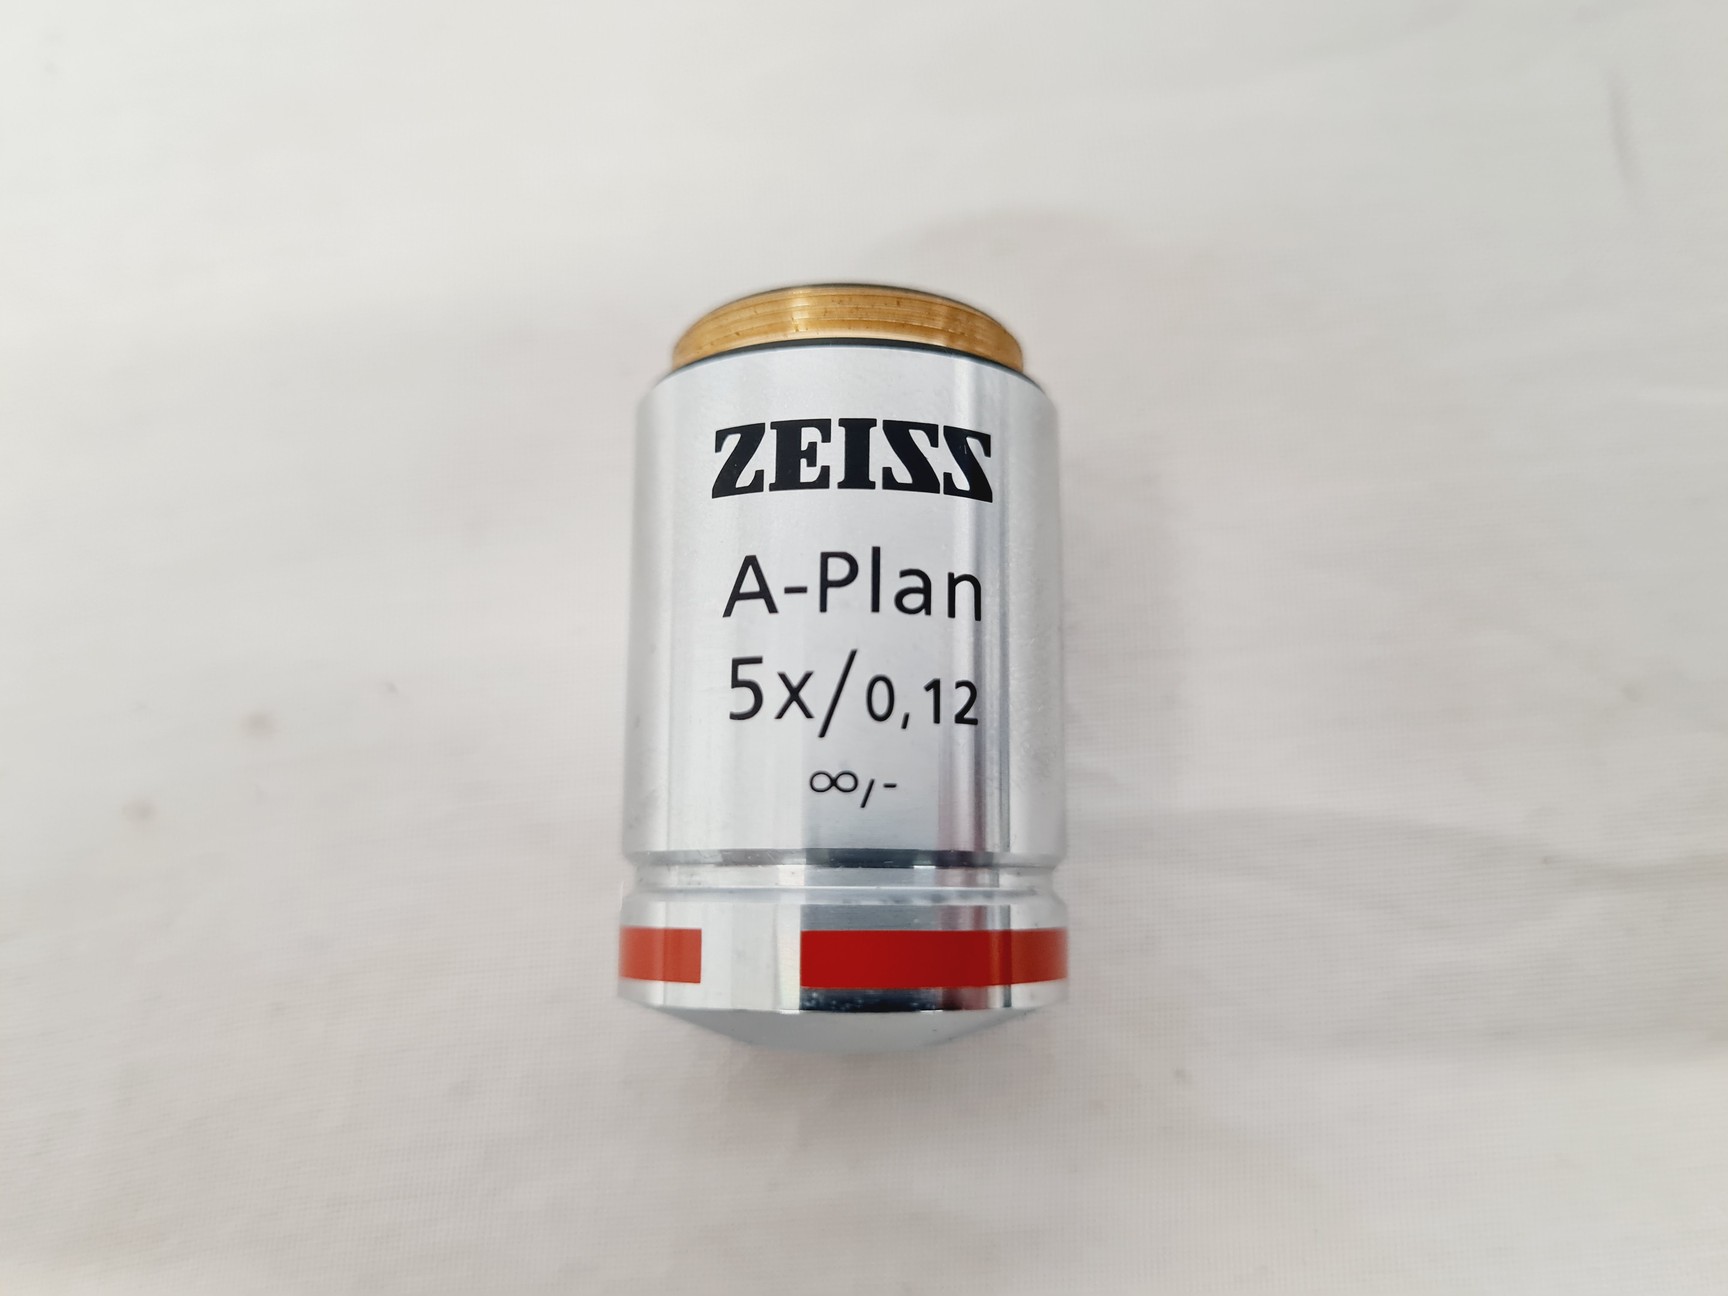 ZEISS
A-Plan
5x/0,12
∞/-